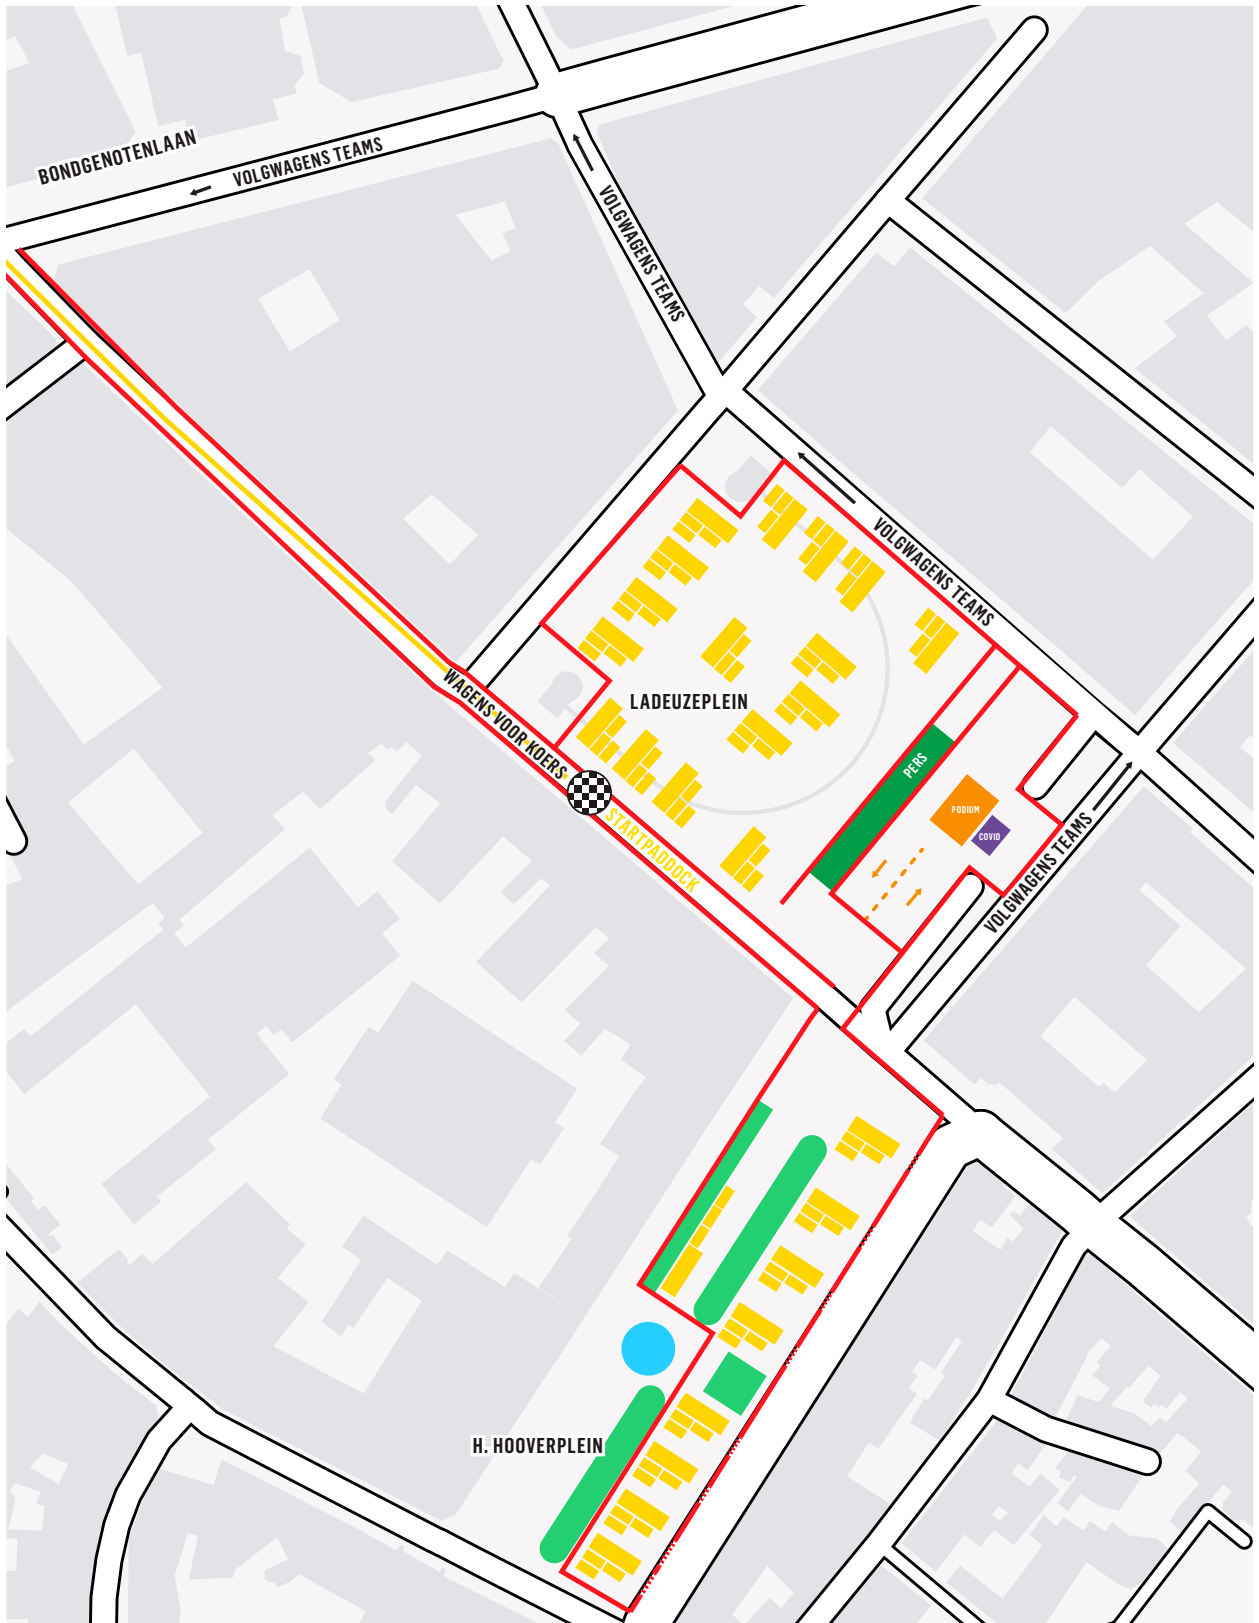 BONDGENOTENLAAN
VOLGWAGENS TEAMS
VOLGWAGENS TEAMS
VOLGWAGENS TEAMS
WAGENS VOOR KOERS
LADEUZEPLEIN
PERS
PODIUM
COVID
STARTPADDOCK
VOLGWAGENS TEAMS
H. HOOVERPLEIN